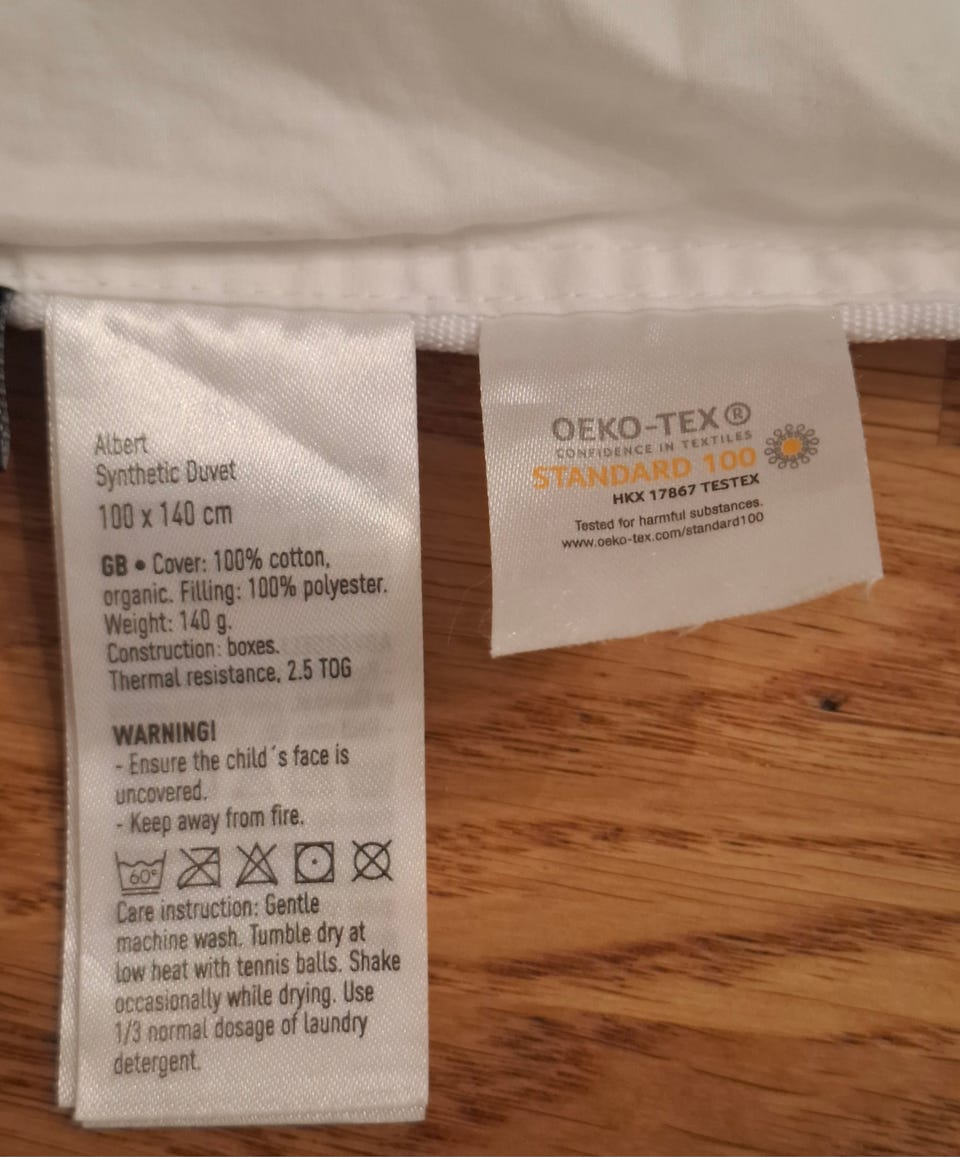 Albert
Synthetic Duvet
100 x 140 cm
GB • Cover: 100% cotton,
organic. Filling: 100% polyester.
Weight: 140 g.
Construction: boxes.
Thermal resistance, 2.5 TOG
WARNING!
- Ensure the child´s face is
uncovered.
- Keep away from fire.
60°
Care instruction: Gentle
machine wash. Tumble dry at
low heat with tennis balls. Shake
occasionally while drying. Use
1/3 normal dosage of laundry
detergent.
OEKO-TEX®
CONFIDENCE IN TEXTILES
STANDARD 100
HKX 17867 TESTEX
Tested for harmful substances.
www.oeko-tex.com/standard100